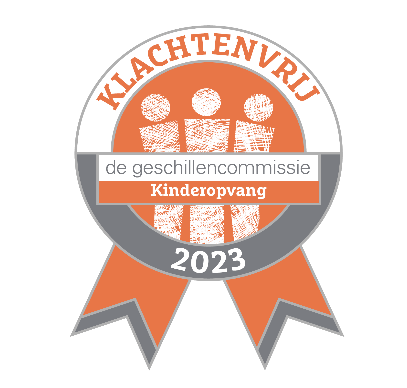 KLACHTENVRIJ
de geschillencommissie
Kinderopvang
2023